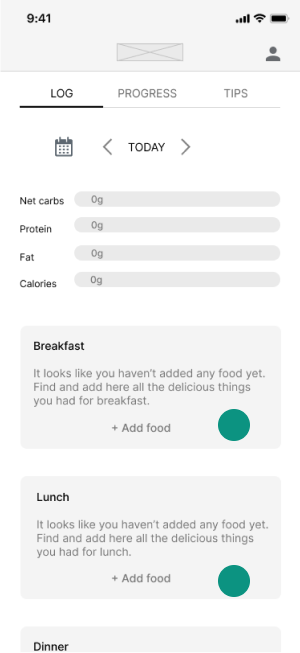 9:41
LOG PROGRESS TIPS
TODAY
Net carbs 0g
Protein 0g
Fat 0g
Calories 0g
Breakfast
It looks like you haven't added any food yet.
Find and add here all the delicious things
you had for breakfast.
+ Add food
Lunch
It looks like you haven't added any food yet.
Find and add here all the delicious things
you had for lunch.
+ Add food
Dinner